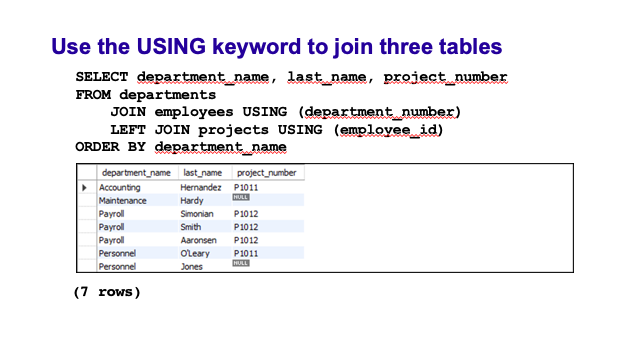 Use the USING keyword to join three tables
SELECT department_name, last_name, project_number
FROM departments
JOIN employees USING (department_number)
LEFT JOIN projects USING (employee_id)
ORDER BY department_name
department_name last_name project_number
Accounting Hernandez P1011
Maintenance Hardy NULL
Payroll Simonian P1012
Payroll Smith P1012
Payroll Aaronsen P1012
Personnel O'Leary P1011
Personnel Jones NULL
(7 rows)